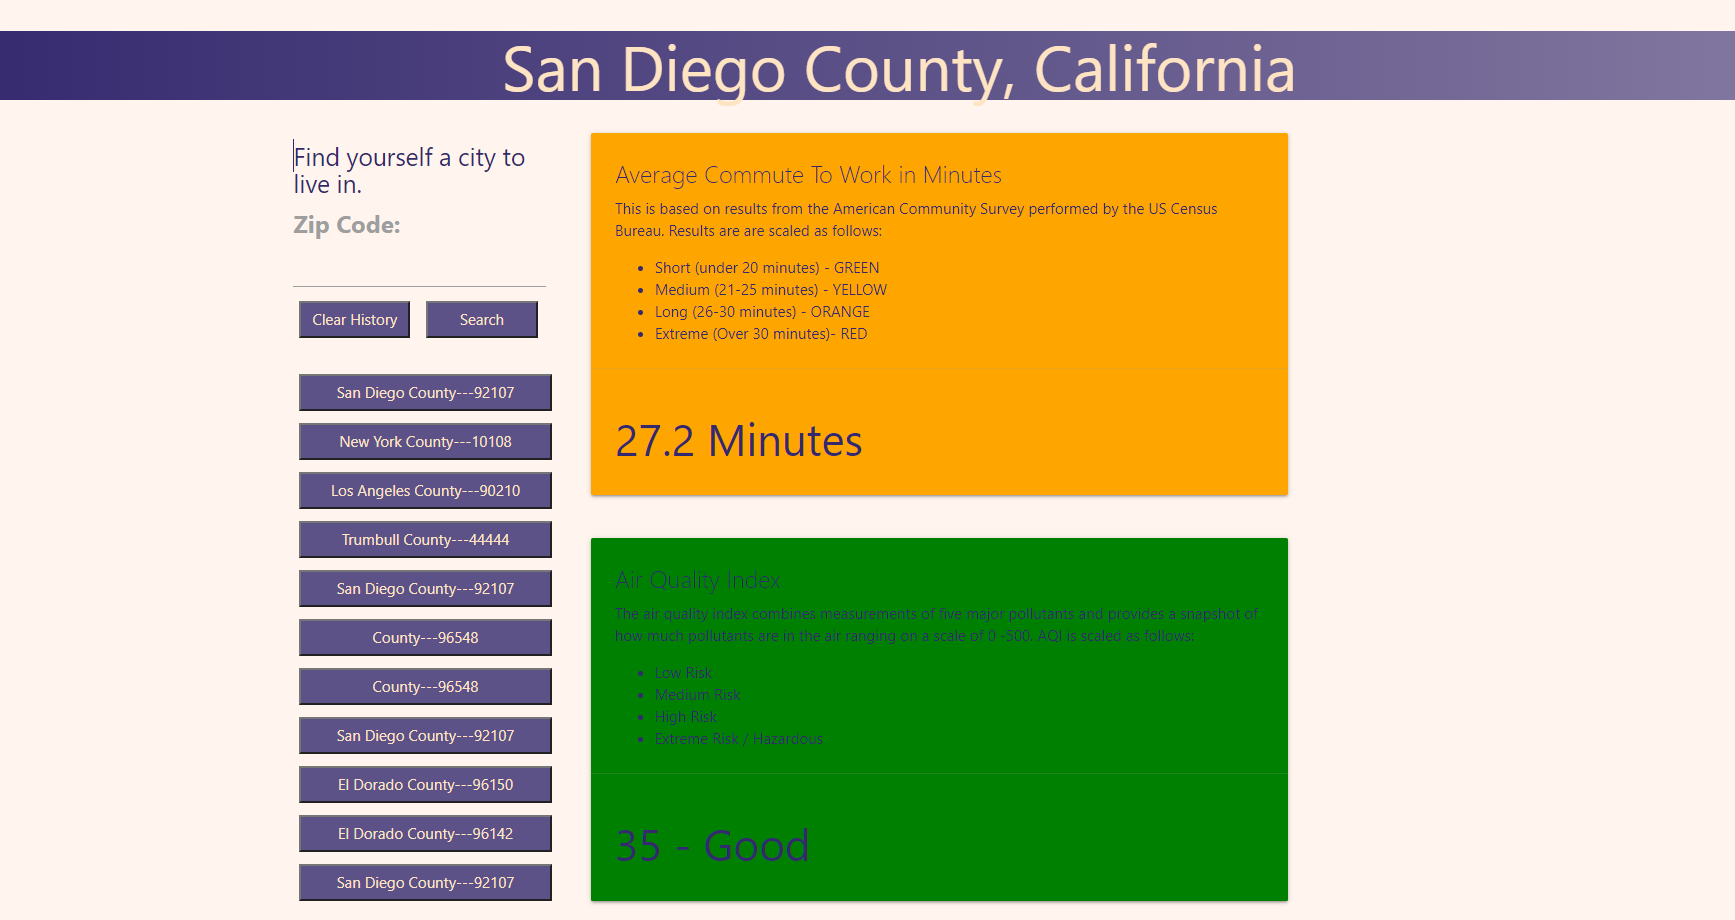 San Diego County, California
Find yourself a city to
live in.
Zip Code:
Clear History
Search
San Diego County---92107
New York County---10108
Los Angeles County---90210
Trumbull County---44444
San Diego County---92107
County---96548
County---96548
San Diego County---92107
El Dorado County---96150
El Dorado County---96142
San Diego County---92107
Average Commute To Work in Minutes
This is based on results from the American Community Survey performed by the US Census
Bureau. Results are are scaled as follows:
• Short (under 20 minutes) - GREEN
• Medium (21-25 minutes) - YELLOW
• Long (26-30 minutes) - ORANGE
• Extreme (Over 30 minutes)- RED
27.2 Minutes
Air Quality Index
The air quality index combines measurements of five major pollutants and provides a snapshot of
how much pollutants are in the air ranging on a scale of 0 -500. AQI is scaled as follows:
• Low Risk
• Medium Risk
• High Risk
• Extreme Risk / Hazardous
35 - Good